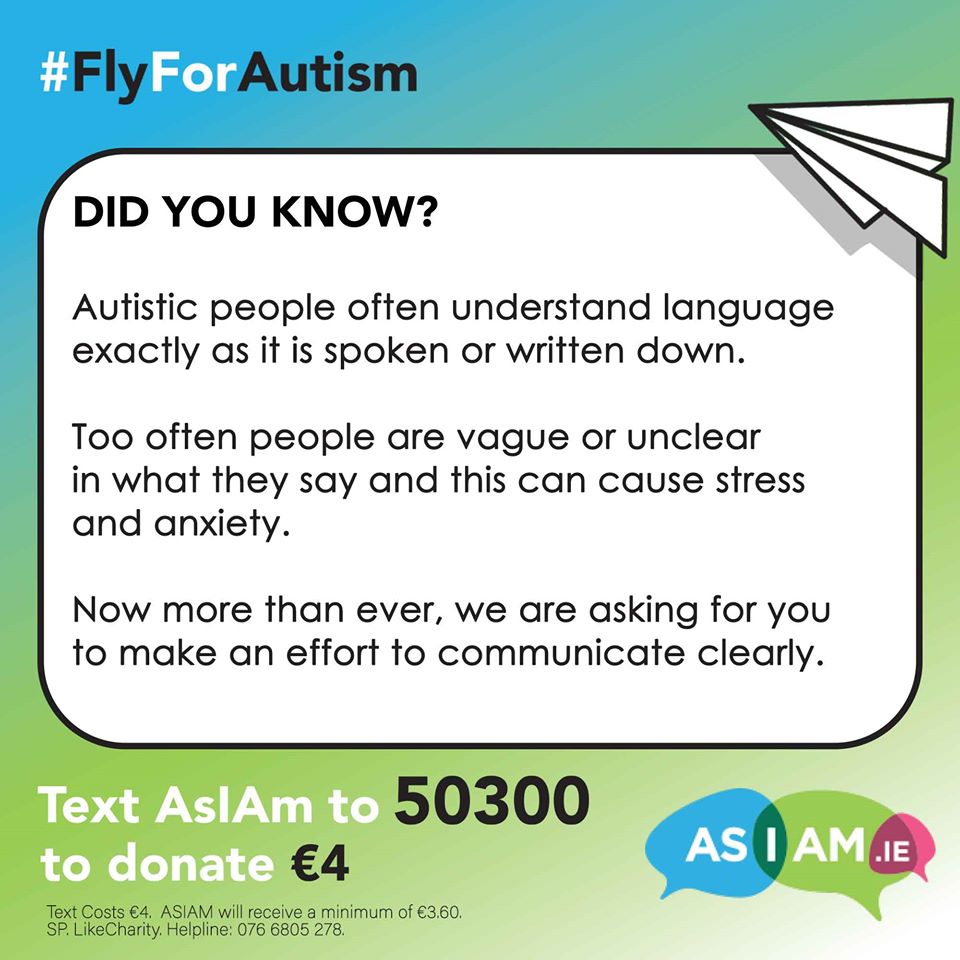 #FlyForAutism
DID YOU KNOW?
Autistic people often understand language
exactly as it is spoken or written down.
Too often people are vague or unclear
in what they say and this can cause stress
and anxiety.
Now more than ever, we are asking for you
to make an effort to communicate clearly.
Text AsIAm to 50300
to donate €4
Text Costs €4. ASIAM will receive a minimum of €3.60.
SP. LikeCharity. Helpline: 076 6805 278.
AS I AM .IE